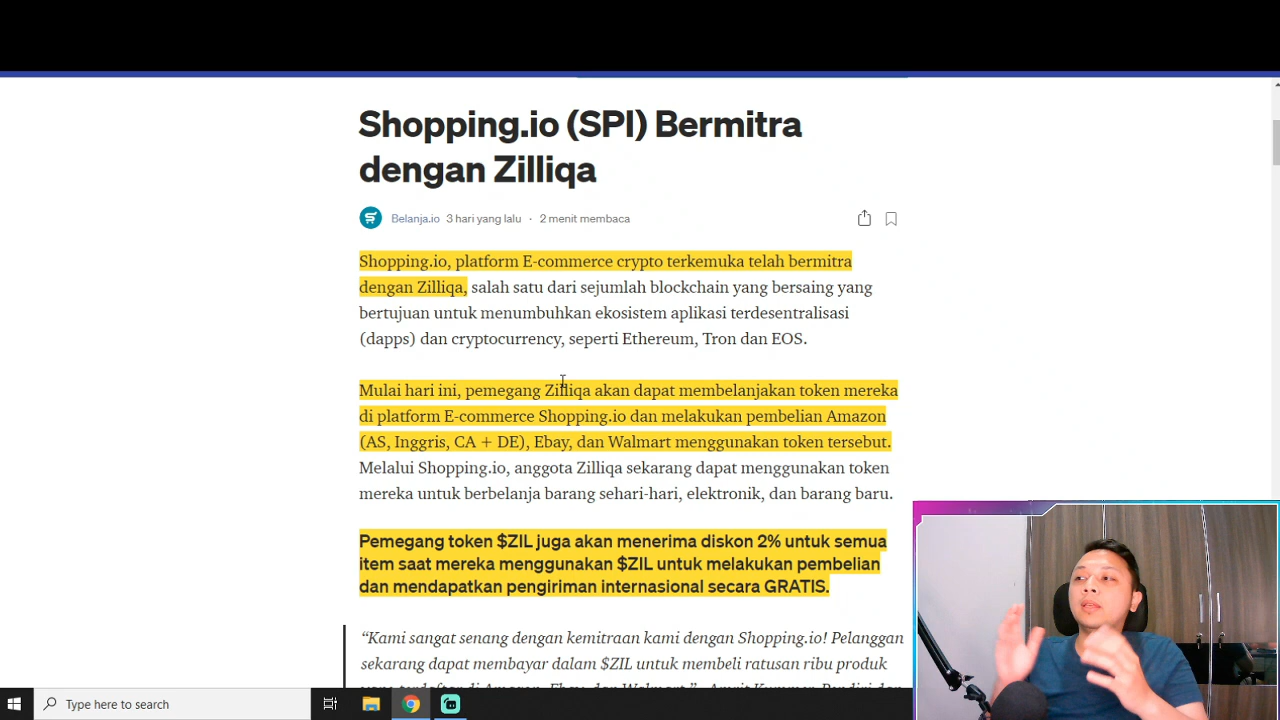 Shopping.io (SPI) Bermitra
dengan Zilliqa
Belanja.io 3 hari yang lalu · 2 menit membaca
Shopping.io, platform E-commerce crypto terkemuka telah bermitra
dengan Zilliqa, salah satu dari sejumlah blockchain yang bersaing yang
bertujuan untuk menumbuhkan ekosistem aplikasi terdesentralisasi
(dapps) dan cryptocurrency, seperti Ethereum, Tron dan EOS.
Mulai hari ini, pemegang Zilliqa akan dapat membelanjakan token mereka
di platform E-commerce Shopping.io dan melakukan pembelian Amazon
(AS, Inggris, CA + DE), Ebay, dan Walmart menggunakan token tersebut.
Melalui Shopping.io, anggota Zilliqa sekarang dapat menggunakan token
mereka untuk berbelanja barang sehari-hari, elektronik, dan barang baru.
Pemegang token $ZIL juga akan menerima diskon 2% untuk semua
item saat mereka menggunakan $ZIL untuk melakukan pembelian
dan mendapatkan pengiriman internasional secara GRATIS.
“Kami sangat senang dengan kemitraan kami dengan Shopping.io! Pelanggan
sekarang dapat membayar dalam $ZIL untuk membeli ratusan ribu produk
Type here to search